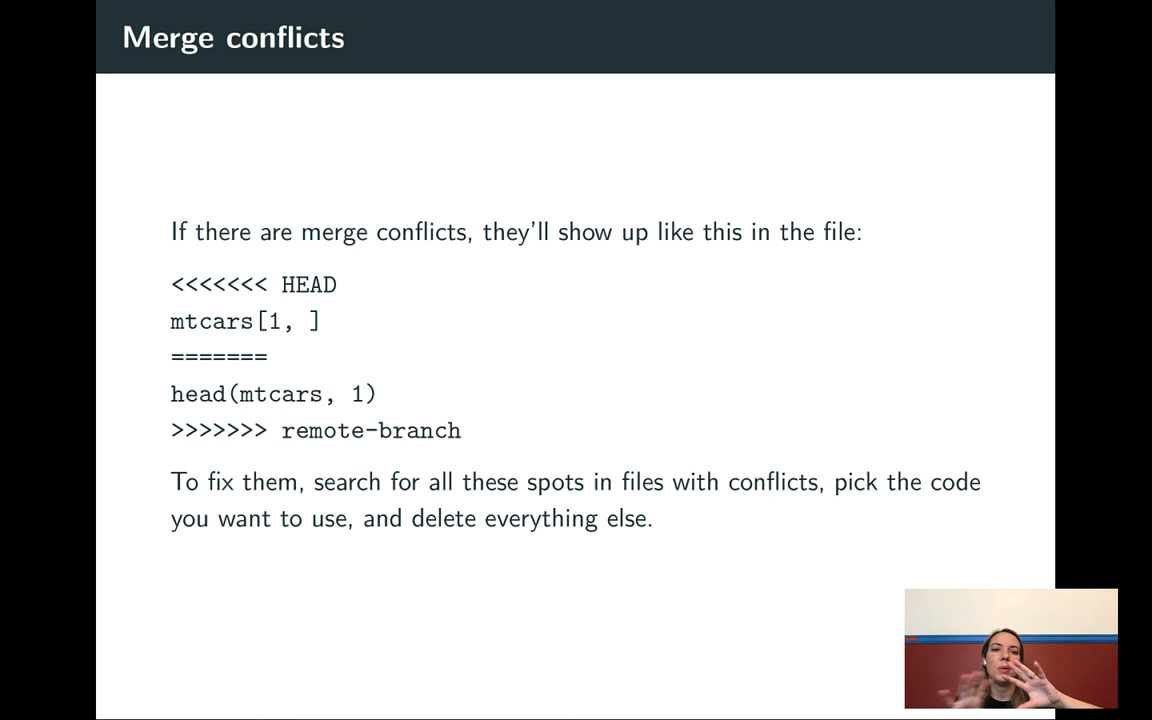 Merge conflicts
If there are merge conflicts, they'll show up like this in the file:
<<<<<<< HEAD
mtcars[1, ]
=======
head(mtcars, 1)
>>>>>>> remote-branch
To fix them, search for all these spots in files with conflicts, pick the code
you want to use, and delete everything else.